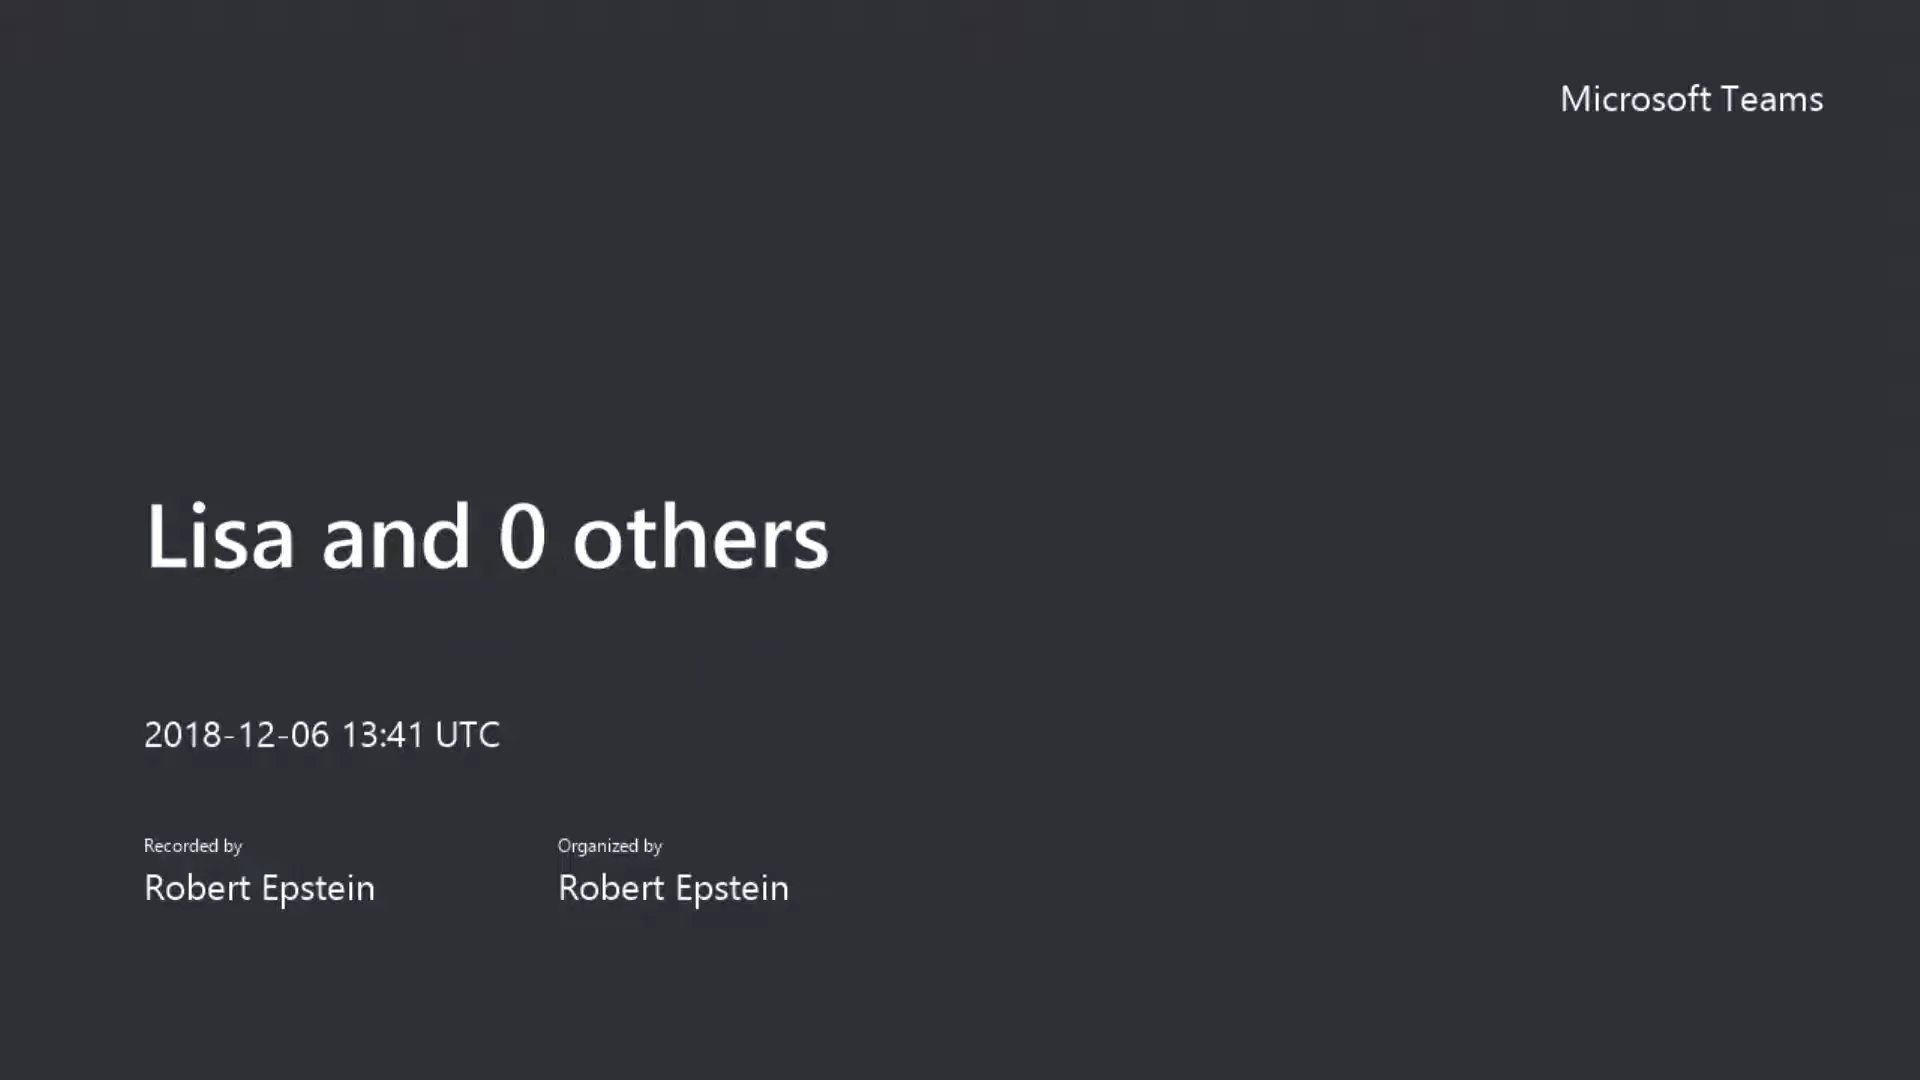 Microsoft Teams
Lisa and 0 others
2018-12-06 13:41 UTC
Recorded by
Robert Epstein
Organized by
Robert Epstein